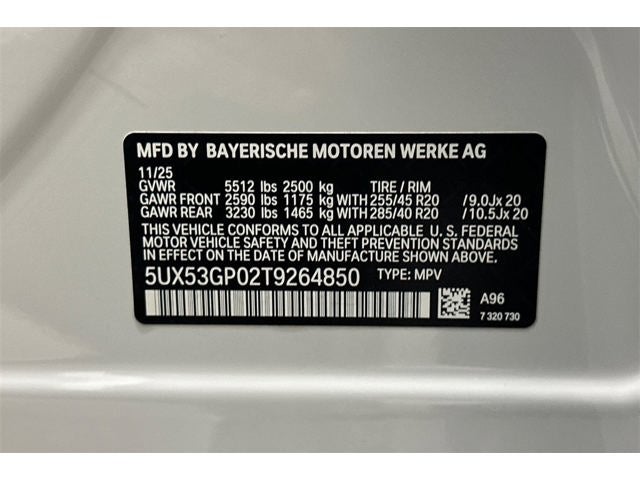 MFD BY BAYERISCHE MOTOREN WERKE AG
11/25
GVWR 5512 lbs 2500 kg TIRE / RIM
GAWR FRONT 2590 lbs 1175 kg WITH 255/45 R20 /9.0Jx 20
GAWR REAR 3230 lbs 1465 kg WITH 285/40 R20 /10.5Jx 20
THIS VEHICLE CONFORMS TO ALL APPLICABLE U. S. FEDERAL
MOTOR VEHICLE SAFETY BUMPER, AND THEFT PREVENTION
STANDARDS IN EFFECT ON THE DATE OF MANUFACTURE SHOWN ABOVE.
5UX53GP02T9264850 TYPE: MPV
A96
7 320 730